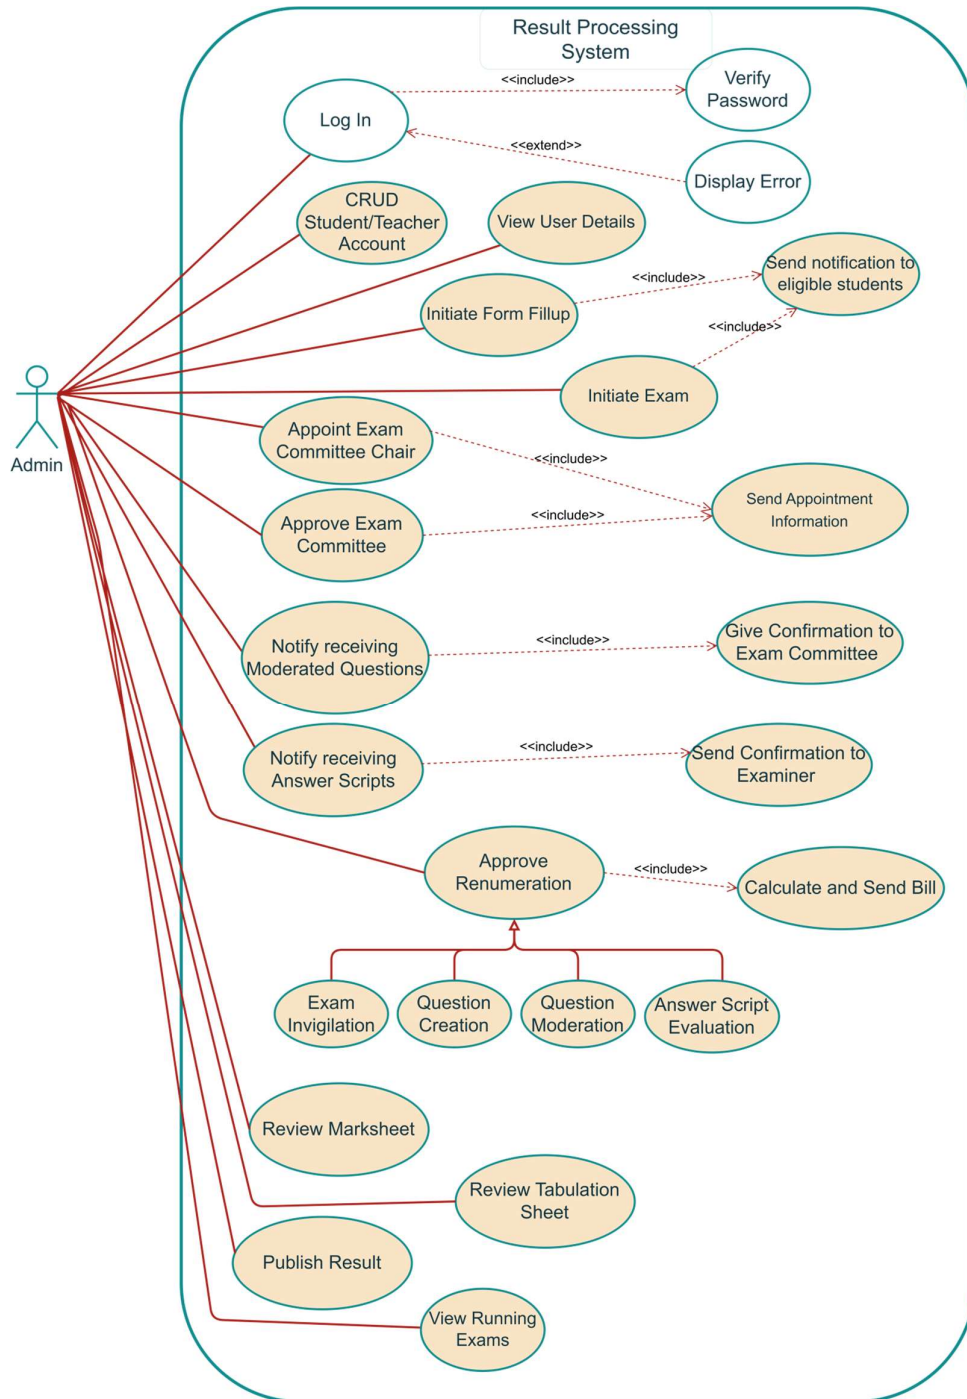 Result Processing
System
<<include>>
Verify
Password
Log In
<<extend>>
Display Error
CRUD
Student/Teacher
Account
View User Details
Send notification to
eligible students
<<include>>
Initiate Form Fillup
<<include>>
Initiate Exam
Admin
Appoint Exam
Committee Chair
<<include>>
Send Appointment
Information
Approve Exam
Committee
<<include>>
Notify receiving
Moderated Questions
<<include>>
Give Confirmation to
Exam Committee
Notify receiving
Answer Scripts
<<include>>
Send Confirmation to
Examiner
Approve
Renumeration
<<include>>
Calculate and Send Bill
Exam
Invigilation
Question
Creation
Question
Moderation
Answer Script
Evaluation
Review Marksheet
Review Tabulation
Sheet
Publish Result
View Running
Exams